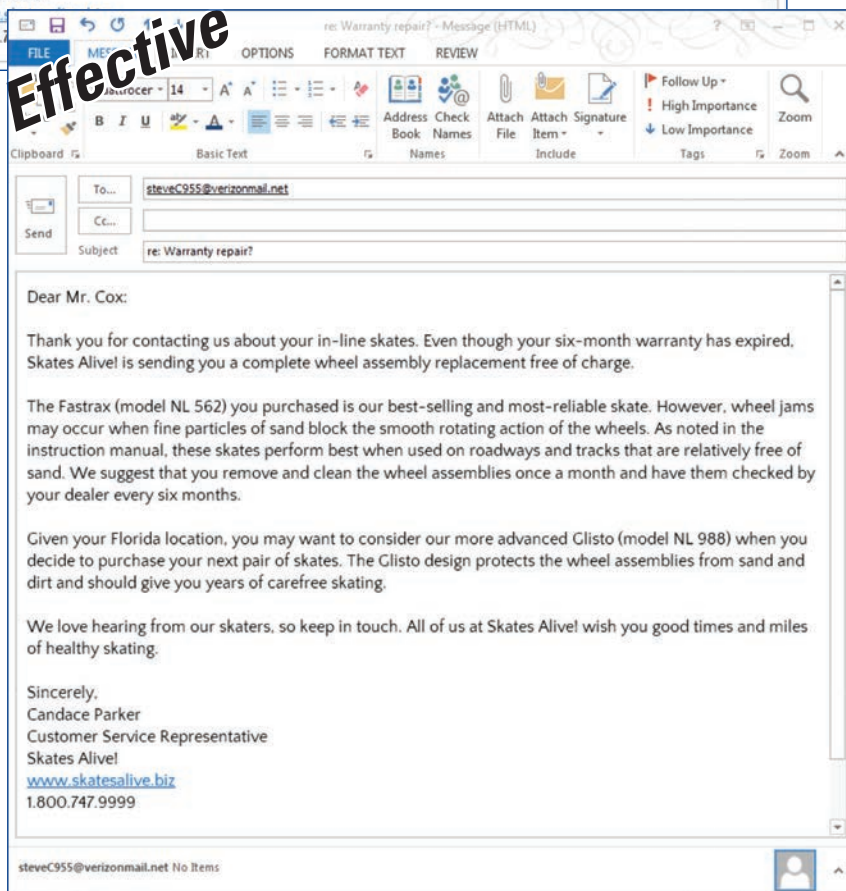 Effective
re: Warranty repair? - Message (HTML)
FILE OPTIONS FORMAT TEXT REVIEW
14 A A
B I U A
Address Book
Check Names
Attach File
Attach Item
Signature
Follow Up
High Importance
Low Importance
Zoom
Clipboard Basic Text Names Include Tags Zoom
Send
To... steveC955@verizonmail.net
Cc...
Subject re: Warranty repair?
Dear Mr. Cox:
Thank you for contacting us about your in-line skates. Even though your six-month warranty has expired,
Skates Alive! is sending you a complete wheel assembly replacement free of charge.
The Fastrax (model NL 562) you purchased is our best-selling and most-reliable skate. However, wheel jams
may occur when fine particles of sand block the smooth rotating action of the wheels. As noted in the
instruction manual, these skates perform best when used on roadways and tracks that are relatively free of
sand. We suggest that you remove and clean the wheel assemblies once a month and have them checked by
your dealer every six months.
Given your Florida location, you may want to consider our more advanced Glisto (model NL 988) when you
decide to purchase your next pair of skates. The Glisto design protects the wheel assemblies from sand and
dirt and should give you years of carefree skating.
We love hearing from our skaters, so keep in touch. All of us at Skates Alive! wish you good times and miles
of healthy skating.
Sincerely,
Candace Parker
Customer Service Representative
Skates Alive!
www.skatesalive.biz
1.800.747.9999
steveC955@verizonmail.net No Items